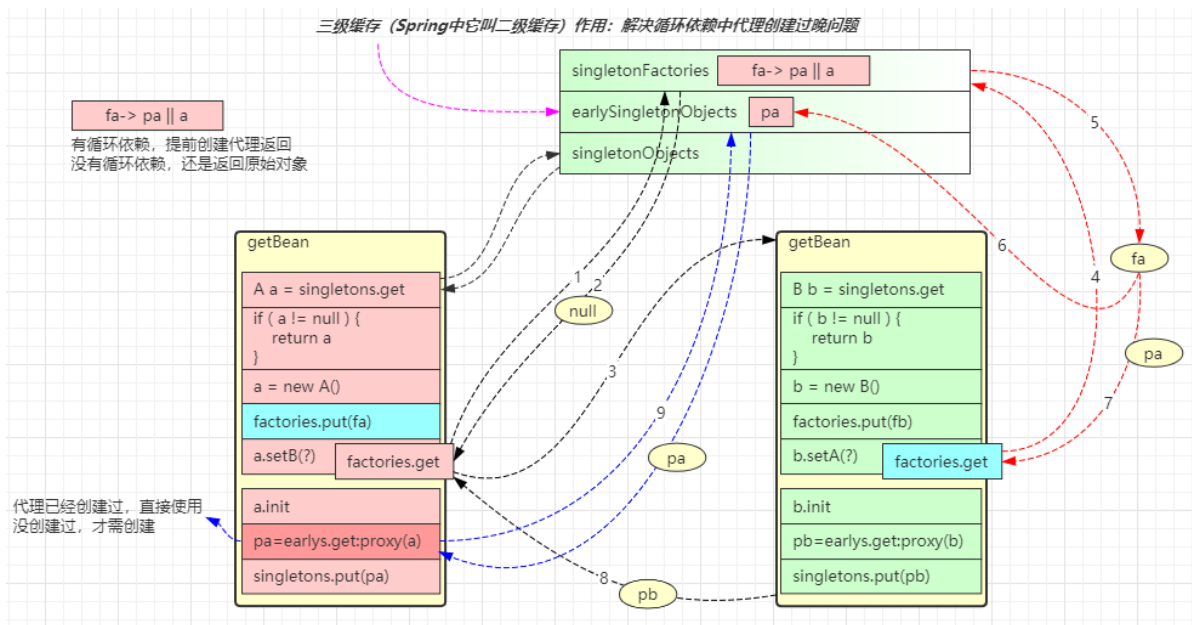 三级缓存（Spring中它叫二级缓存）作用：解决循环依赖中代理创建过晚问题
singletonFactories
fa-> pa || a
earlySingletonObjects
pa
singletonObjects
fa-> pa || a
有循环依赖，提前创建代理返回
没有循环依赖，还是返回原始对象
getBean
A a = singletons.get
if ( a != null ) {
return a
}
a = new A()
factories.put(fa)
a.setB(?)
factories.get
a.init
pa=earlys.get:proxy(a)
singletons.put(pa)
代理已经创建过，直接使用
没创建过，才需创建
1
2
null
3
9
pa
8
pb
getBean
B b = singletons.get
if ( b != null ) {
return b
}
b = new B()
factories.put(fb)
b.setA(?)
factories.get
b.init
pb=earlys.get:proxy(b)
singletons.put(pb)
4
5
fa
6
pa
7